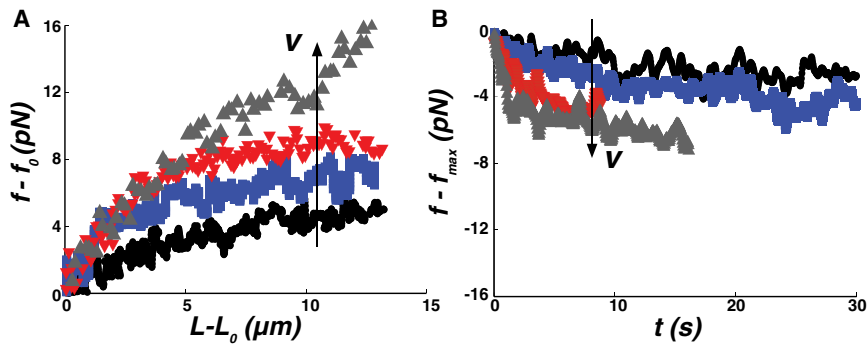 A
16
12
8
4
0
f - f0 (pN)
V
0
5
10
15
L-L0 (μm)
B
0
-4
-8
-12
-16
f - fmax (pN)
V
0
10
20
30
t (s)